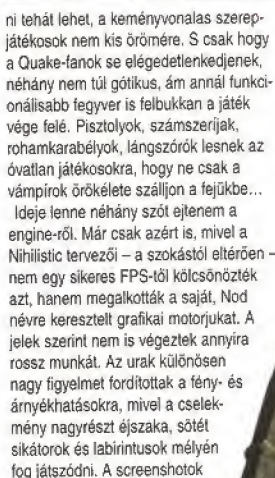 ni tehát lehet, a keményvonalas szerep-
játékosok nem kis örömére. S csak hogy
a Quake-fanok se elégedetlenkedjenek,
néhány nem túl gótikus, ám annál funkci-
onálisabb fegyver is felbukkan a játék
vége felé. Pisztolyok, számszeríjak,
rohamkarabélyok, lángszórók lesnek az
óvatlan játékosokra, hogy ne csak a
vámpírok örökélete szálljon a fejükbe...
Ideje lenne néhány szót ejtenem a
engine-ről. Már csak azért is, mivel a
Nihilistic tervezői – a szokástól eltérően –
nem egy sikeres FPS-től kölcsönözték
azt, hanem megalkották a saját, Nod
névre keresztelt grafikai motorjukat. A
jelek szerint nem is végeztek annyira
rossz munkát. Az urak különösen
nagy figyelmet fordítottak a fény- és
árnyékhatásokra, mivel a cselek-
mény nagyrészt éjszaka, sötét
sikátorok és labirintusok mélyén
fog játszódni. A screenshotok